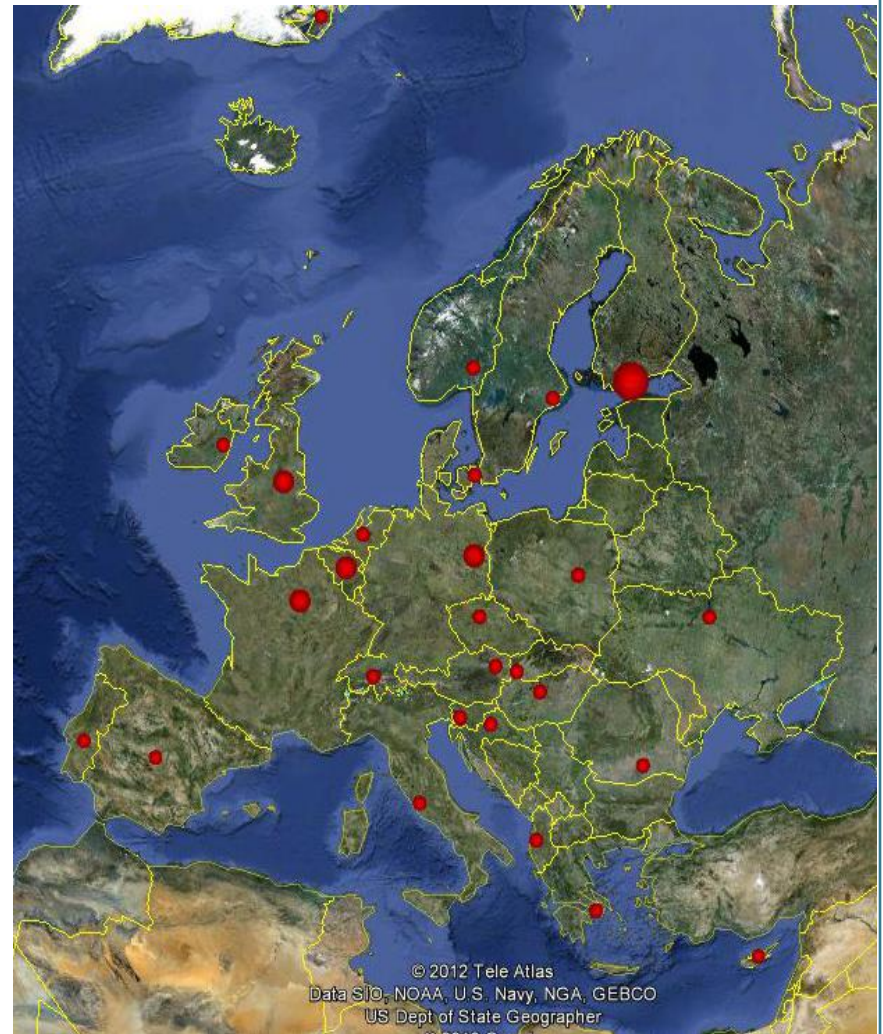 © 2012 Tele Atlas
Data SIO, NOAA, U.S. Navy, NGA, GEBCO
US Dept of State Geographer